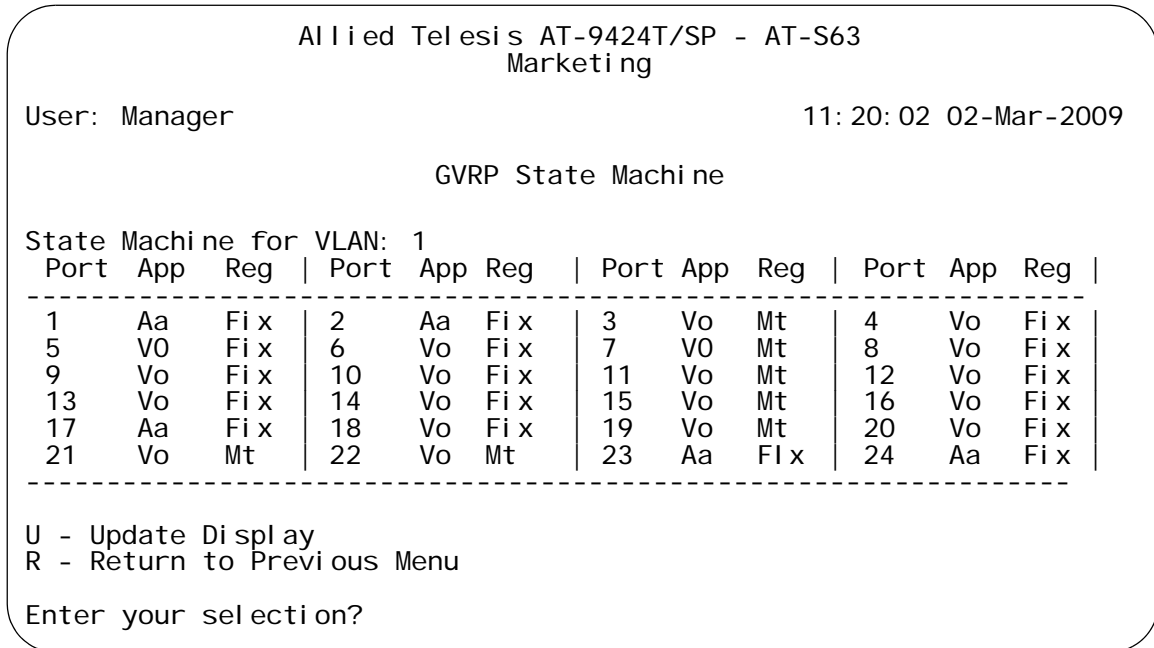 Allied Telesis AT-9424T/SP - AT-S63
Marketing
User: Manager 11:20:02 02-Mar-2009
GVRP State Machine
State Machine for VLAN: 1
Port App Reg | Port App Reg | Port App Reg | Port App Reg |
-----------------------------------------------------------------
1 Aa Fix | 2 Aa Fix | 3 Vo Mt | 4 Vo Fix |
5 V0 Fix | 6 Vo Fix | 7 V0 Mt | 8 Vo Fix |
9 Vo Fix | 10 Vo Fix | 11 Vo Mt | 12 Vo Fix |
13 Vo Fix | 14 Vo Fix | 15 Vo Mt | 16 Vo Fix |
17 Aa Fix | 18 Vo Fix | 19 Vo Mt | 20 Vo Fix |
21 Vo Mt | 22 Vo Mt | 23 Aa FIx | 24 Aa Fix |
-----------------------------------------------------------------
U - Update Display
R - Return to Previous Menu
Enter your selection?